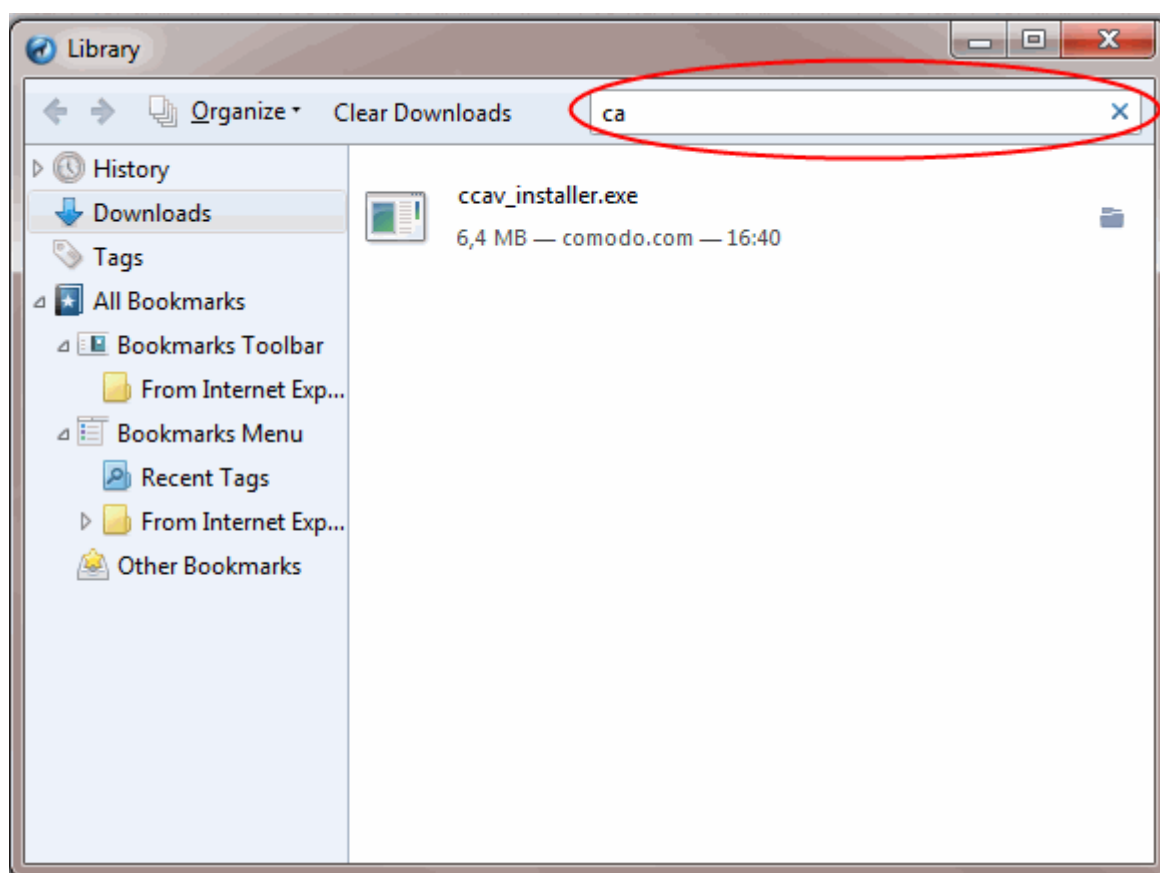 Library
Organize
Clear Downloads
ca
History
Downloads
Tags
All Bookmarks
Bookmarks Toolbar
From Internet Exp...
Bookmarks Menu
Recent Tags
From Internet Exp...
Other Bookmarks
ccav_installer.exe
6,4 MB — comodo.com — 16:40